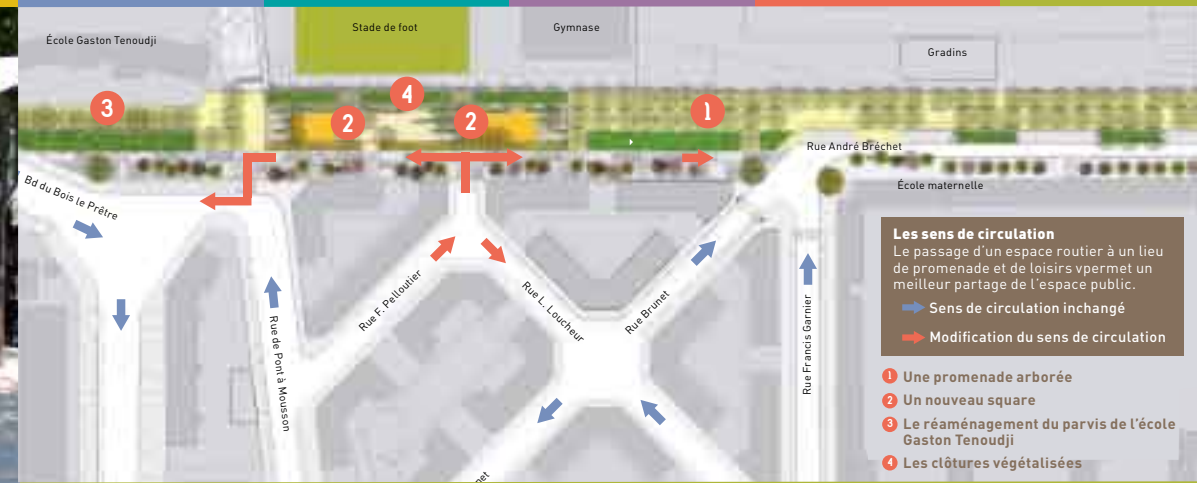 École Gaston Tenoudji
Stade de foot
Gymnase
Gradins
3
4
2
2
1
Rue André Bréchet
École maternelle
Bd du Bois le Prêtre
Rue de Pont à Mousson
Rue F. Pelloutier
Rue L. Loucheur
Rue Brunet
Rue Francis Garnier
Les sens de circulation
Le passage d'un espace routier à un lieu
de promenade et de loisirs vpermet un
meilleur partage de l'espace public.
Sens de circulation inchangé
Modification du sens de circulation
1 Une promenade arborée
2 Un nouveau square
3 Le réaménagement du parvis de l'école
Gaston Tenoudji
4 Les clôtures végétalisées